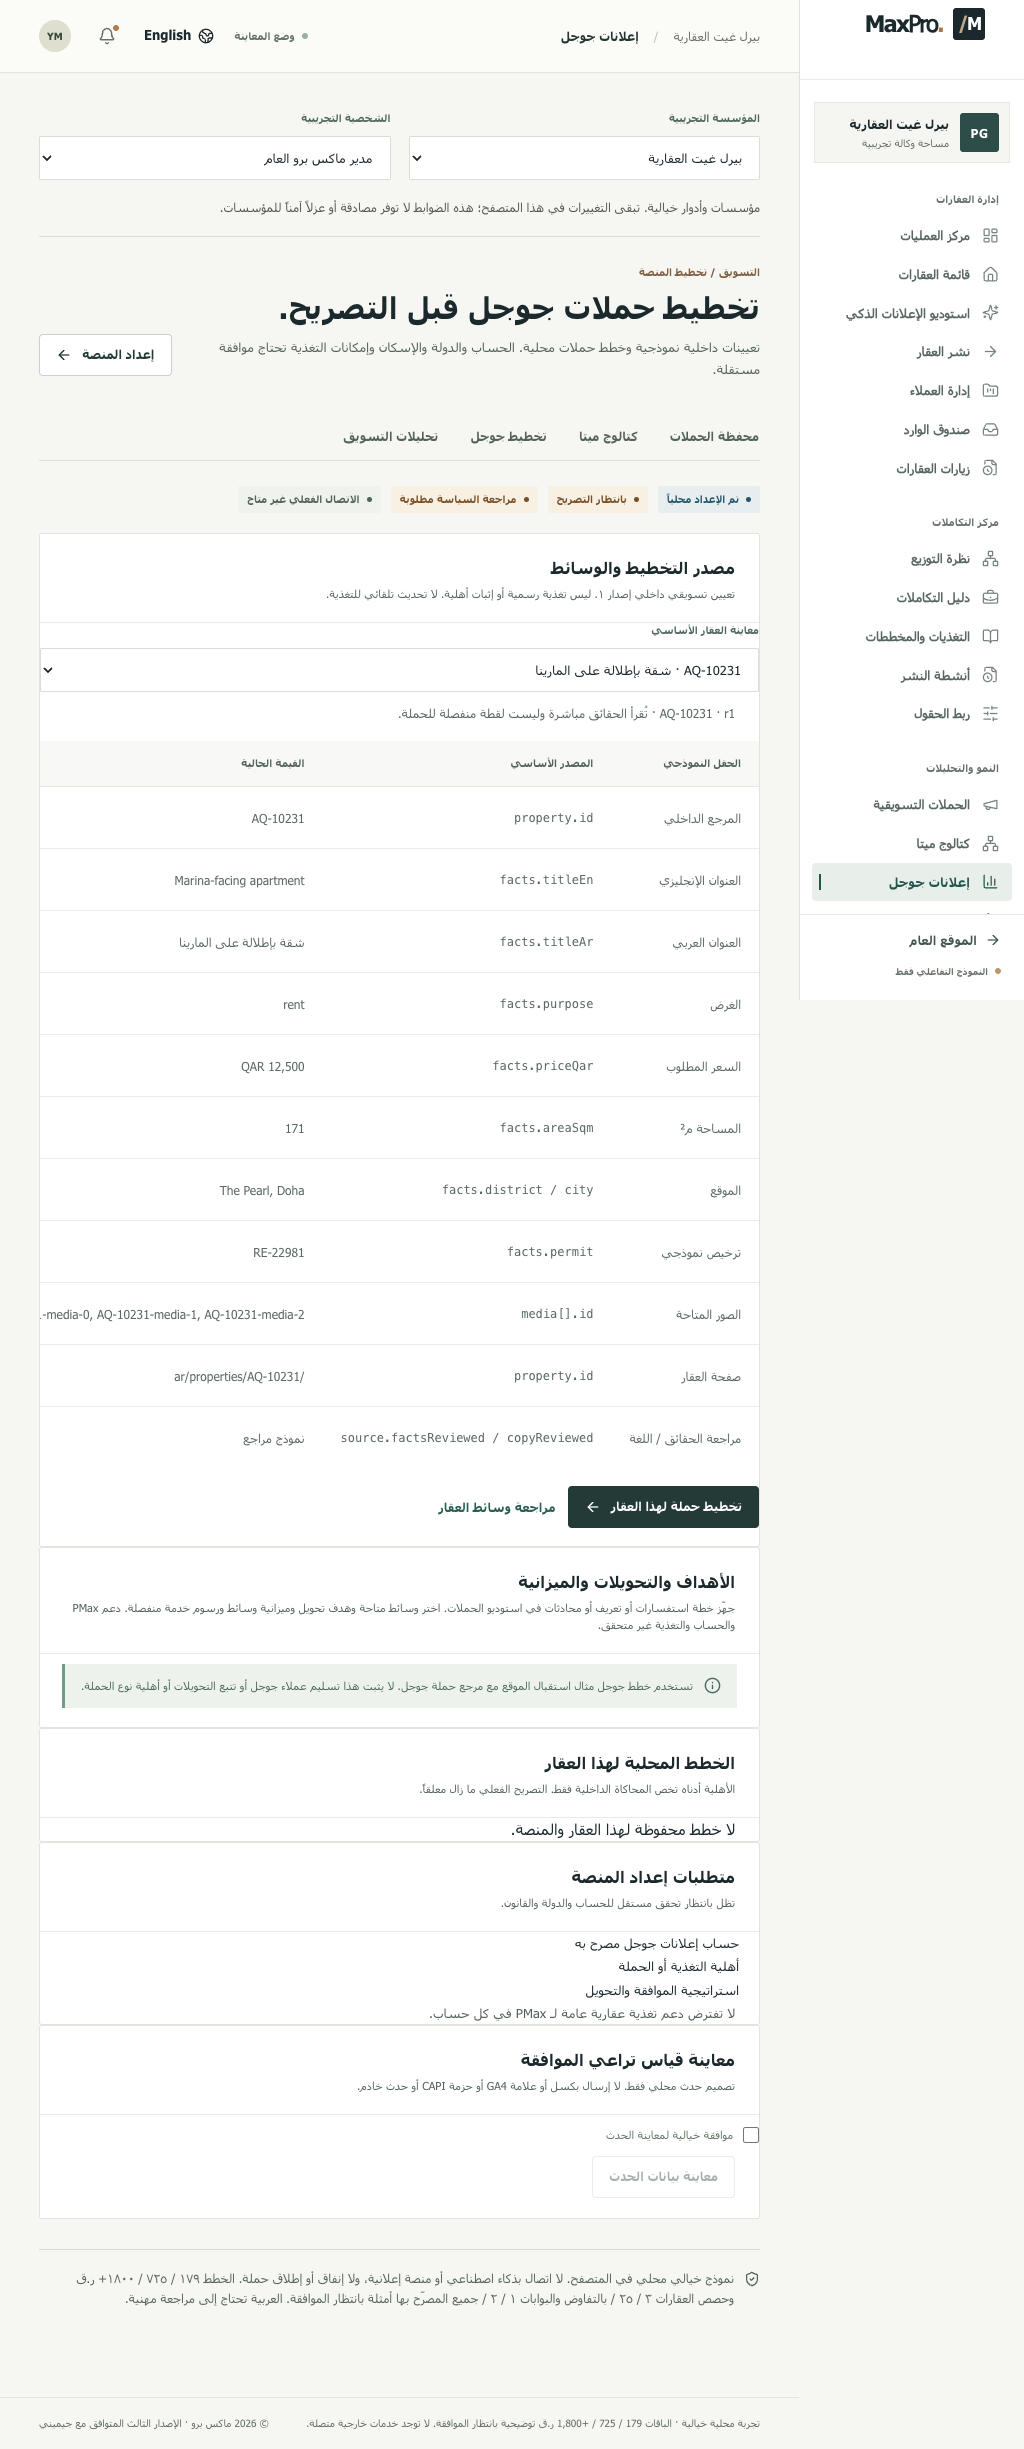 MaxPro. /M
PG
بيرل غيت العقارية
مساحة وكالة تجريبية
إدارة العقارات
مركز العمليات
قائمة العقارات
استوديو الإعلانات الذكي
نشر العقار
إدارة العملاء
صندوق الوارد
زيارات العقارات
مركز التكاملات
نظرة التوزيع
دليل التكاملات
التغذيات والمخططات
أنشطة النشر
ربط الحقول
النمو والتحليلات
الحملات التسويقية
كتالوج ميتا
إعلانات جوجل
الموقع العام
النموذج التفاعلي فقط
بيرل غيت العقارية / إعلانات جوجل
وضع المعاينة
English
YM
المؤسسة التجريبية
بيرل غيت العقارية
الشخصية التجريبية
مدير ماكس برو العام
مؤسسات وأدوار خيالية. تبقى التغييرات في هذا المتصفح؛ هذه الضوابط لا توفر مصادقة أو عزلاً آمناً للمؤسسات.
التسويق / تخطيط المنصة
تخطيط حملات جوجل قبل التصريح.
تعيينات داخلية نموذجية وخطط حملات محلية. الحساب والدولة والإسكان وإمكانات التغذية تحتاج موافقة
مستقلة.
إعداد المنصة
محفظة الحملات
كتالوج ميتا
تخطيط جوجل
تحليلات التسويق
تم الإعداد محلياً
بانتظار التصريح
مراجعة السياسة مطلوبة
الاتصال الفعلي غير متاح
مصدر التخطيط والوسائط
تعيين تسويقي داخلي إصدار ١. ليس تغذية رسمية أو إثبات أهلية. لا تحديث تلقائي للتغذية.
معاينة العقار الأساسي
AQ-10231 · شقة بإطلالة على المارينا
AQ-10231 · r1 · تُقرأ الحقائق مباشرة وليست لقطة منفصلة للحملة.
الحقل النموذجي المصدر الأساسي القيمة الحالية
المرجع الداخلي property.id AQ-10231
العنوان الإنجليزي facts.titleEn Marina-facing apartment
العنوان العربي facts.titleAr شقة بإطلالة على المارينا
الغرض facts.purpose rent
السعر المطلوب facts.priceQar QAR 12,500
المساحة م² facts.areaSqm 171
الموقع facts.district / city The Pearl, Doha
ترخيص نموذجي facts.permit RE-22981
الصور المتاحة media[].id -media-0, AQ-10231-media-1, AQ-10231-media-2
صفحة العقار property.id ar/properties/AQ-10231/
مراجعة الحقائق / اللغة source.factsReviewed / copyReviewed نموذج مراجع
تخطيط حملة لهذا العقار
مراجعة وسائط العقار
الأهداف والتحويلات والميزانية
جهّز خطة استفسارات أو تعريف أو محادثات في استوديو الحملات. اختر وسائط متاحة وهدف تحويل وميزانية وسائط ورسوم خدمة منفصلة. دعم PMax
والحساب والتغذية غير متحقق.
تستخدم خطط جوجل مثال استقبال الموقع مع مرجع حملة جوجل. لا يثبت هذا تسليم عملاء جوجل أو تتبع التحويلات أو أهلية نوع الحملة.
الخطط المحلية لهذا العقار
الأهلية أدناه تخص المحاكاة الداخلية فقط. التصريح الفعلي ما زال معلقاً.
لا خطط محفوظة لهذا العقار والمنصة.
متطلبات إعداد المنصة
تظل بانتظار تحقق مستقل للحساب والدولة والقانون.
حساب إعلانات جوجل مصرح به
أهلية التغذية أو الحملة
استراتيجية الموافقة والتحويل
لا تفترض دعم تغذية عقارية عامة لـ PMax في كل حساب.
معاينة قياس تراعي الموافقة
تصميم حدث محلي فقط. لا إرسال بكسل أو علامة GA4 أو حزمة CAPI أو حدث خادم.
موافقة خيالية لمعاينة الحدث
معاينة بيانات الحدث
نموذج خيالي محلي في المتصفح. لا اتصال بذكاء اصطناعي أو منصة إعلانية، ولا إنفاق أو إطلاق حملة. الخطط ١٧٩ / ٧٢٥ / ١٨٠٠+ ر.ق
وحصص العقارات ٣ / ٢٥ / بالتفاوض والبوابات ١ / ٢ / جميع المصرّح بها أمثلة بانتظار الموافقة. العربية تحتاج إلى مراجعة مهنية.
تجربة محلية خيالية · الباقات 179 / 725 / 1,800+ ر.ق توضيحية بانتظار الموافقة. لا توجد خدمات خارجية متصلة.
© 2026 ماكس برو · الإصدار الثالث المتوافق مع جيميني